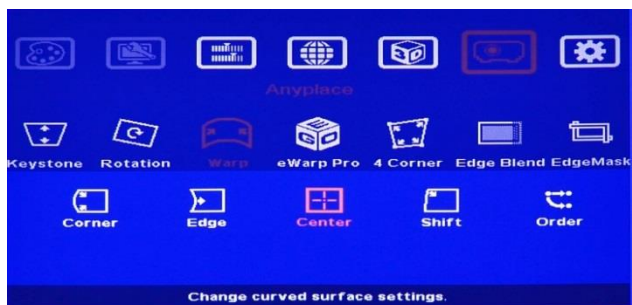 Anyplace
Keystone Rotation Warp eWarp Pro 4 Corner Edge Blend EdgeMask
Corner Edge Center Shift Order
Change curved surface settings.